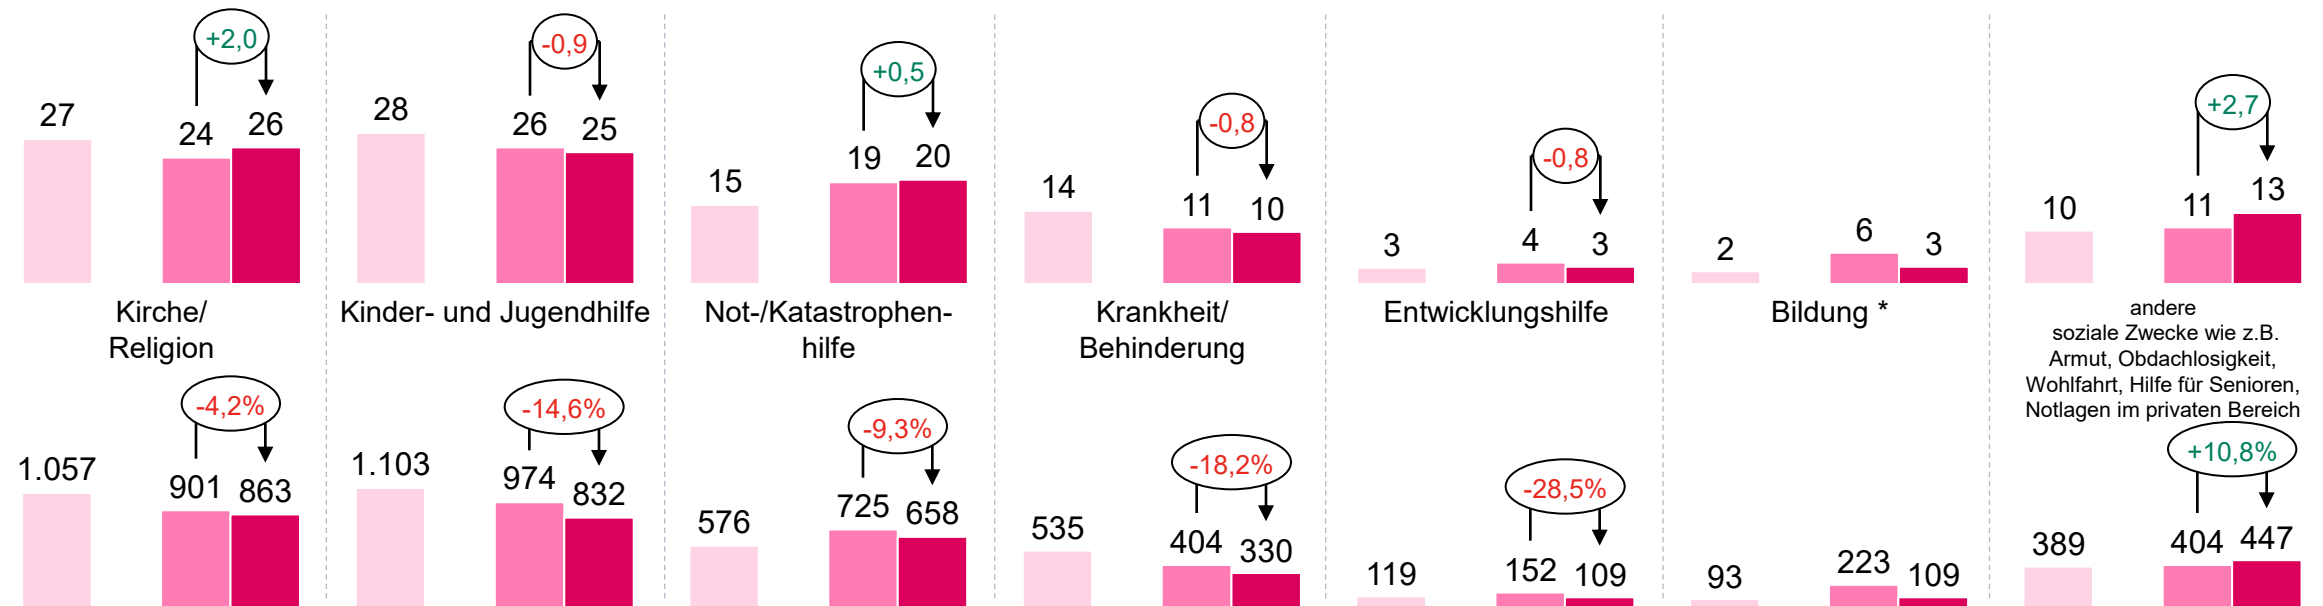 +2,0
-0,9
+0,5
-0,8
-0,8
+2,7
27 24 26
28 26 25
15 19 20
14 11 10
3 4 3
2 6 3
10 11 13
Kirche/
Religion
Kinder- und Jugendhilfe
Not-/Katastrophen-
hilfe
Krankheit/
Behinderung
Entwicklungshilfe
Bildung *
andere
soziale Zwecke wie z.B.
Armut, Obdachlosigkeit,
Wohlfahrt, Hilfe für Senioren,
Notlagen im privaten Bereich
-4,2%
-14,6%
-9,3%
-18,2%
-28,5%
+10,8%
1.057 901 863
1.103 974 832
576 725 658
535 404 330
119 152 109
93 223 109
389 404 447